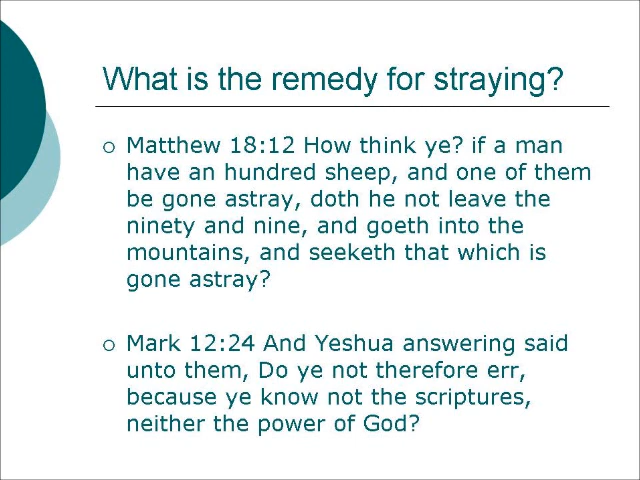 What is the remedy for straying?
Matthew 18:12 How think ye? if a man
have an hundred sheep, and one of them
be gone astray, doth he not leave the
ninety and nine, and goeth into the
mountains, and seeketh that which is
gone astray?
Mark 12:24 And Yeshua answering said
unto them, Do ye not therefore err,
because ye know not the scriptures,
neither the power of God?